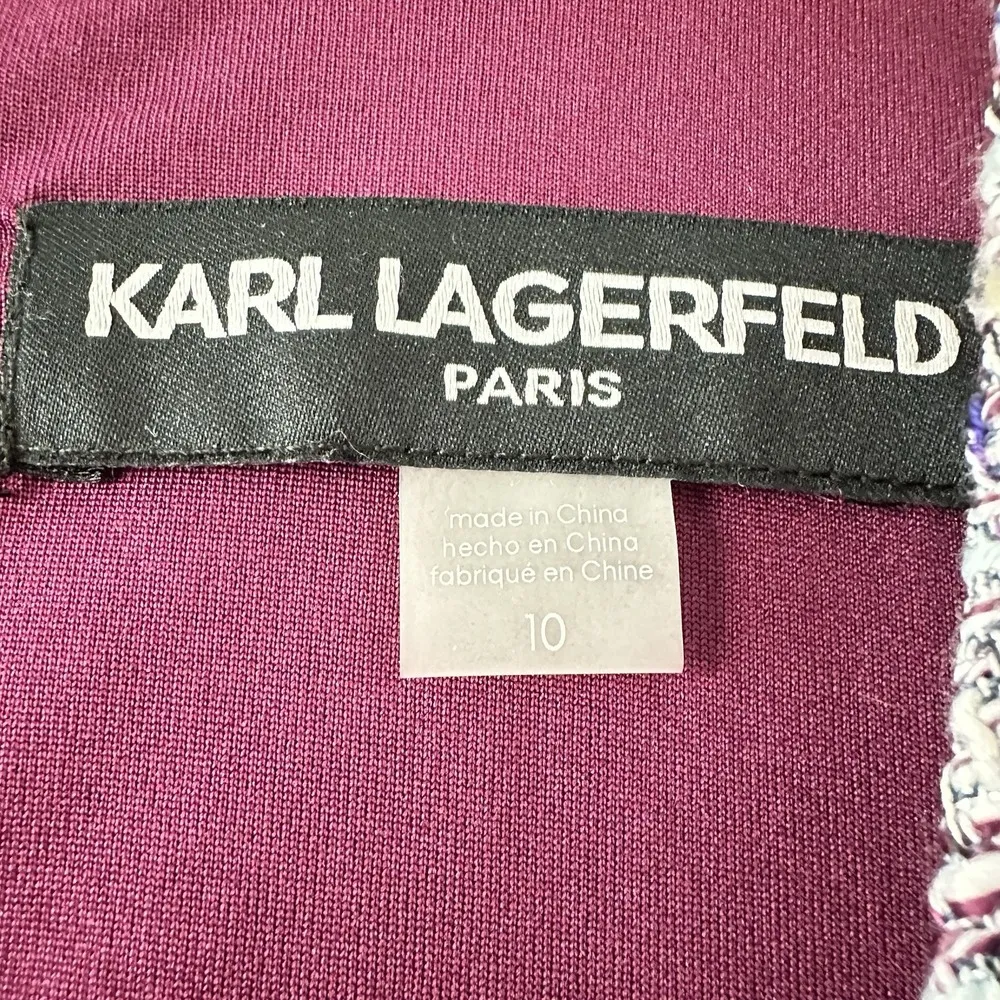 KARL LAGERFELD
PARIS
made in China
hecho en China
fabriqué en Chine
10